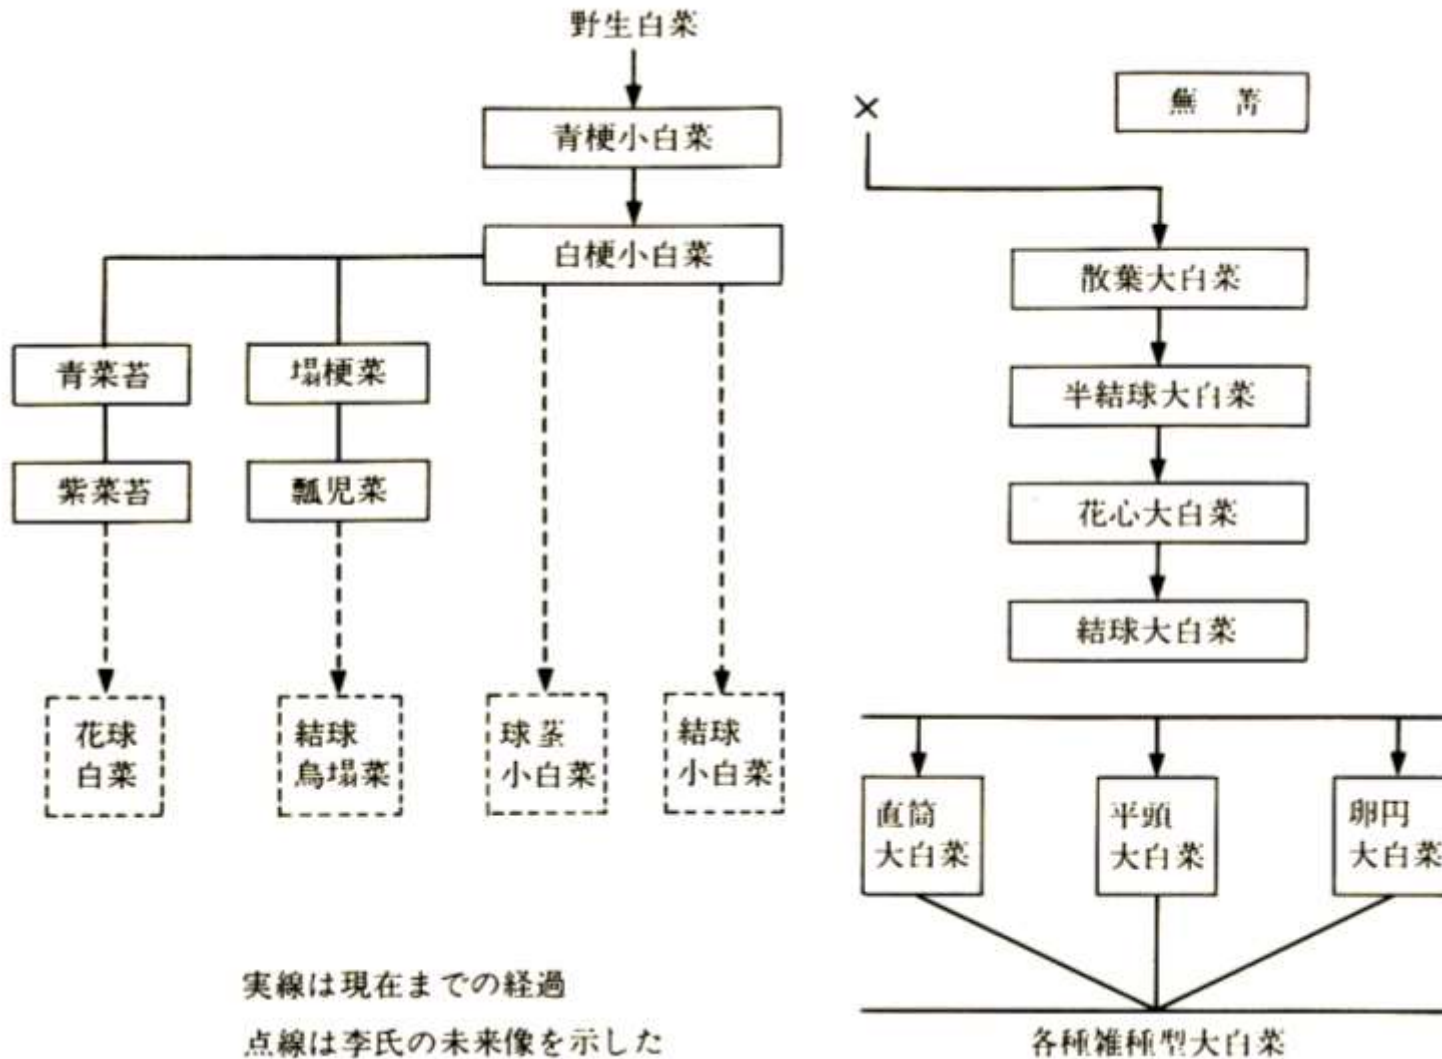 野生白菜
青梗小白菜
白梗小白菜
青菜苔
紫菜苔
塌梗菜
瓢児菜
花球
白菜
結球
烏塌菜
球茎
小白菜
結球
小白菜
×
蕪菁
散葉大白菜
半結球大白菜
花心大白菜
結球大白菜
直筒
大白菜
平頭
大白菜
卵円
大白菜
各種雑種型大白菜
実線は現在までの経過
点線は李氏の未来像を示した